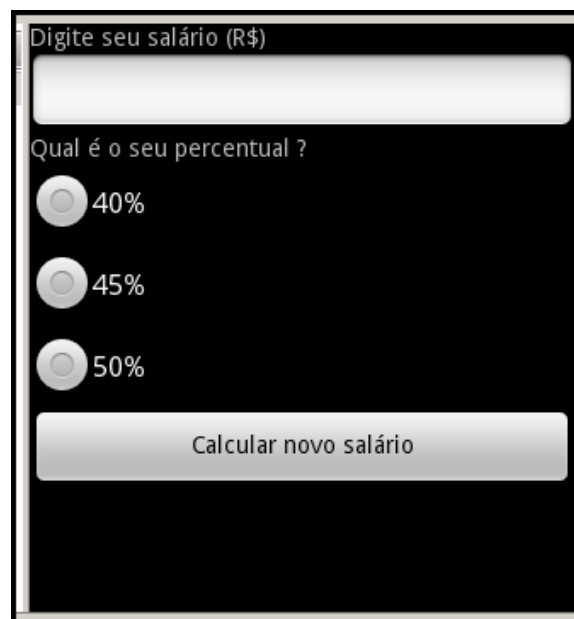 Digite seu salário (R$)
Qual é o seu percentual ?
40%
45%
50%
Calcular novo salário